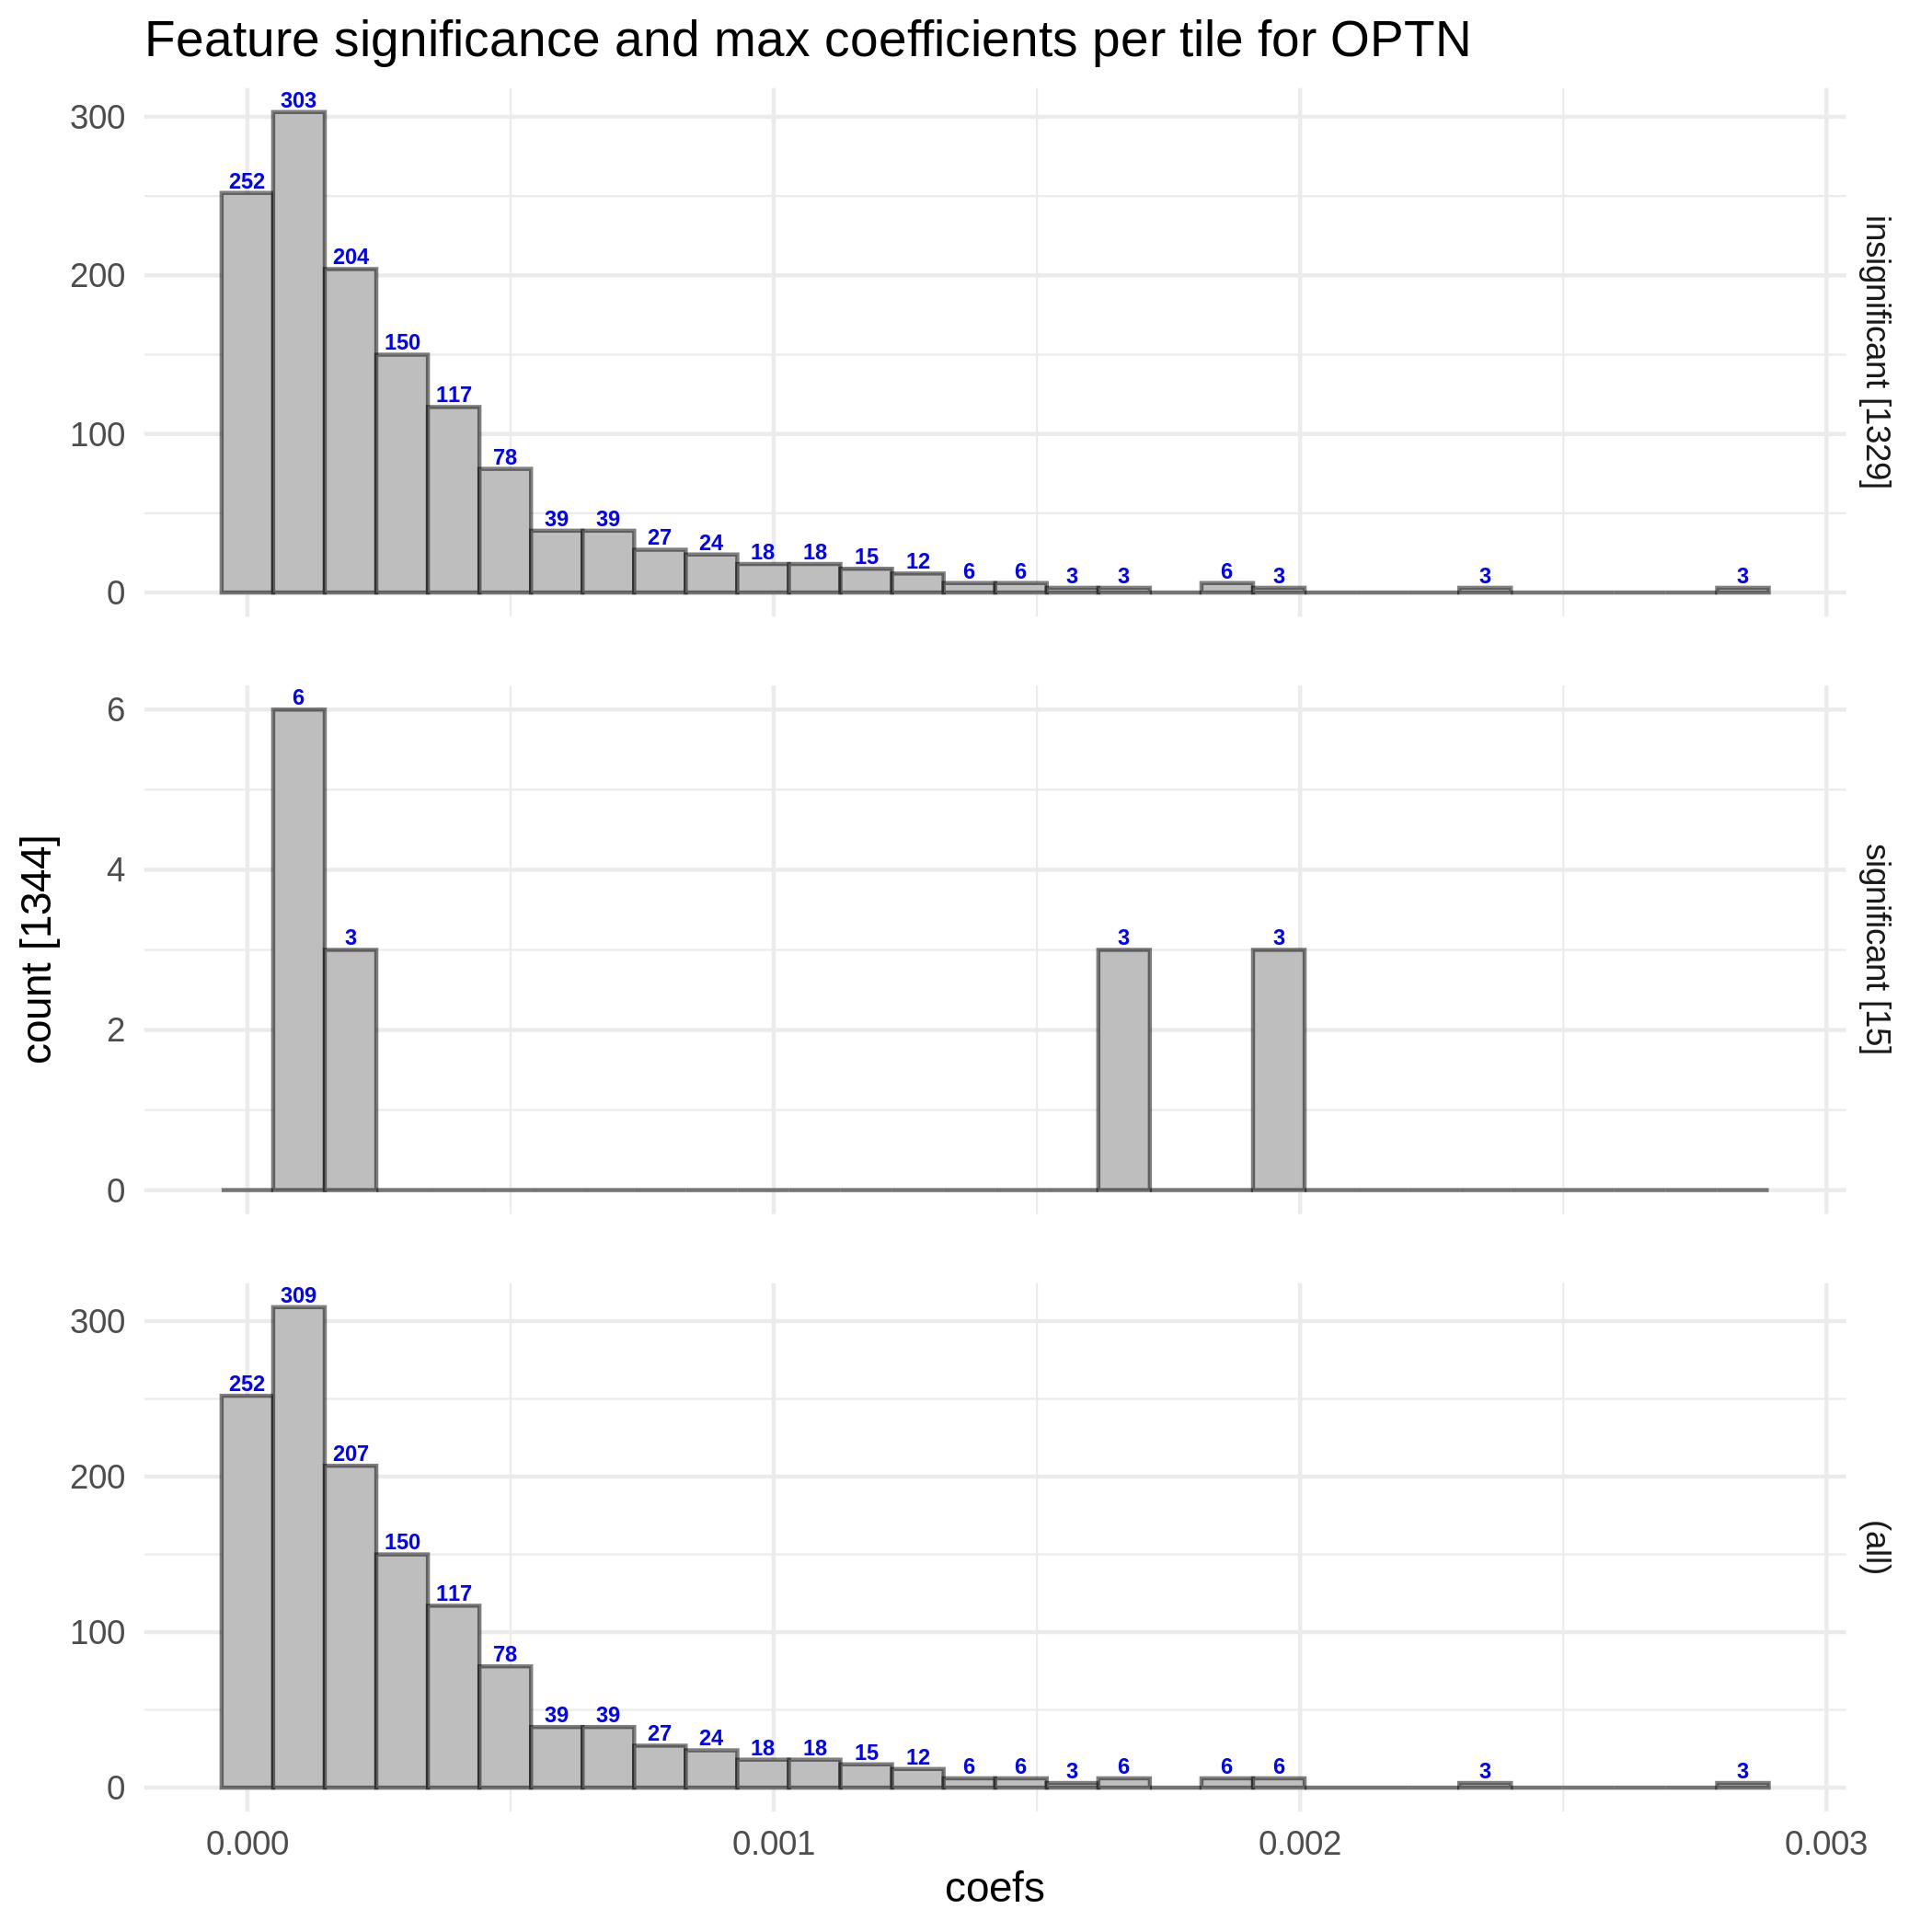 Feature significance and max coefficients per tile for OPTN
303
300
252
204
200
150
117
100
78
39 39 27 24 18 18 15 12 6 6 3 3 6 3 3 3
0
insignificant [1329]
6
6
4
3 3 3
2
0
significant [15]
count [1344]
309
300
252
207
200
150
117
100
78
39 39 27 24 18 18 15 12 6 6 3 6 6 6 3 3
0
(all)
0.000 0.001 0.002 0.003
coefs